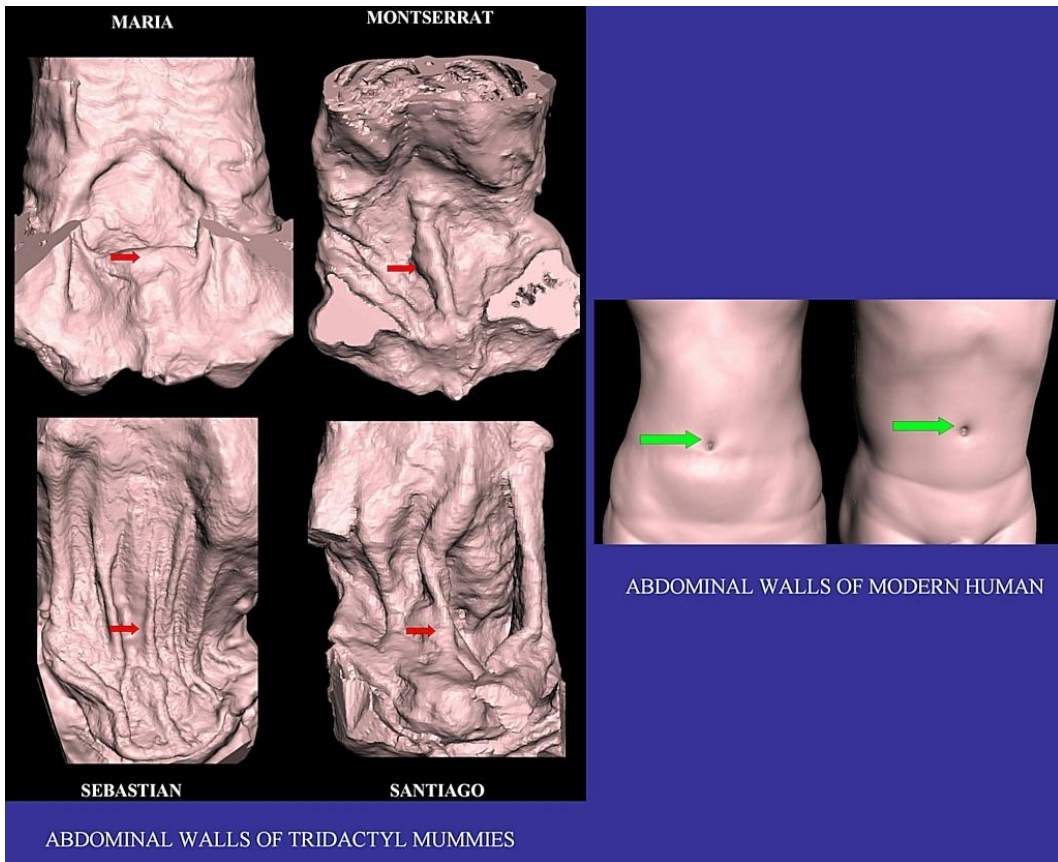 MARIA
MONTSERRAT
SEBASTIAN
SANTIAGO
ABDOMINAL WALLS OF TRIDACTYL MUMMIES
ABDOMINAL WALLS OF MODERN HUMAN